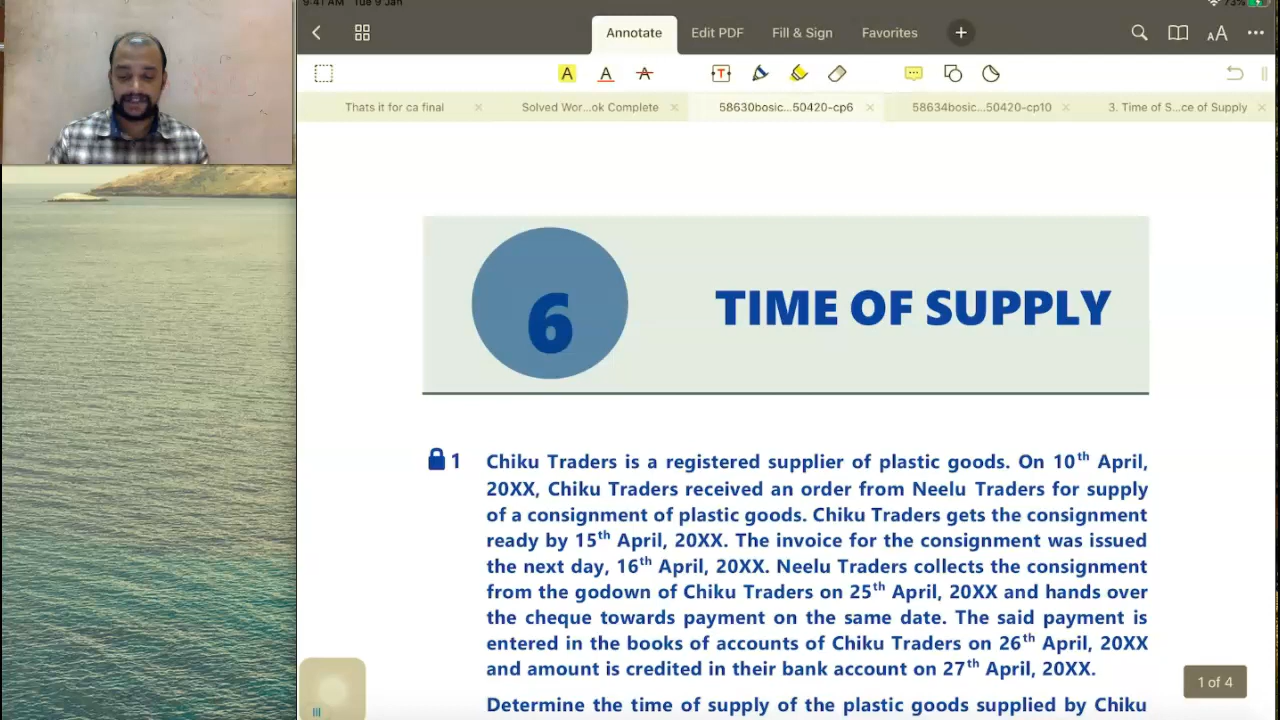 9:41 AM Tue 9 Jan
73%
Annotate
Edit PDF
Fill & Sign
Favorites
Thats it for ca final
Solved Wor...ok Complete
58630bosic...50420-cp6
58634bosic...50420-cp10
3. Time of S...ce of Supply
6
TIME OF SUPPLY
1 Chiku Traders is a registered supplier of plastic goods. On 10th April,
20XX, Chiku Traders received an order from Neelu Traders for supply
of a consignment of plastic goods. Chiku Traders gets the consignment
ready by 15th April, 20XX. The invoice for the consignment was issued
the next day, 16th April, 20XX. Neelu Traders collects the consignment
from the godown of Chiku Traders on 25th April, 20XX and hands over
the cheque towards payment on the same date. The said payment is
entered in the books of accounts of Chiku Traders on 26th April, 20XX
and amount is credited in their bank account on 27th April, 20XX.
1 of 4
Determine the time of supply of the plastic goods supplied by Chiku